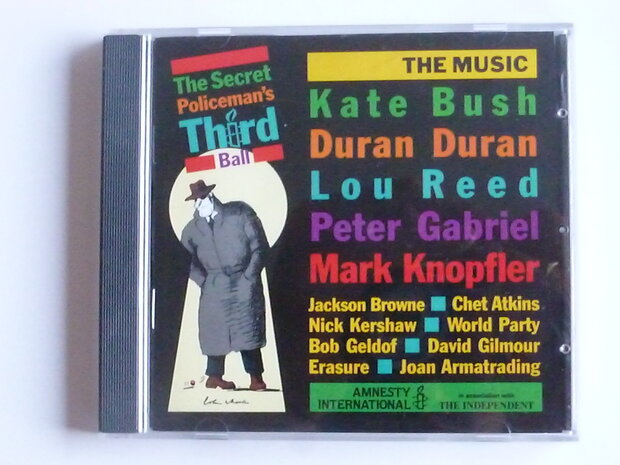 The Secret
Policeman's
Third
Ball
THE MUSIC
Kate Bush
Duran Duran
Lou Reed
Peter Gabriel
Mark Knopfler
Jackson Browne ■ Chet Atkins
Nick Kershaw ■ World Party
Bob Geldof ■ David Gilmour
Erasure ■ Joan Armatrading
AMNESTY
INTERNATIONAL
in association with
THE INDEPENDENT